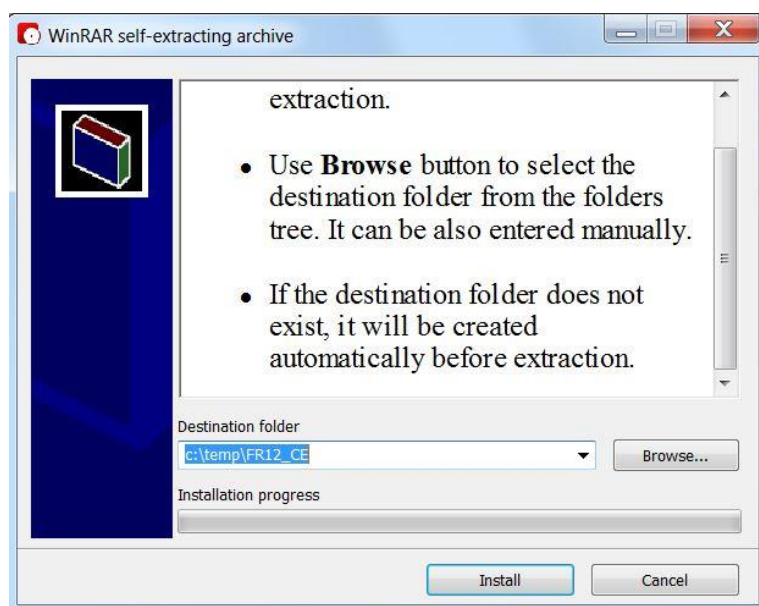 WinRAR self-extracting archive
extraction.
• Use Browse button to select the
destination folder from the folders
tree. It can be also entered manually.
• If the destination folder does not
exist, it will be created
automatically before extraction.
Destination folder
c:\temp\FR12_CE
Browse...
Installation progress
Install
Cancel